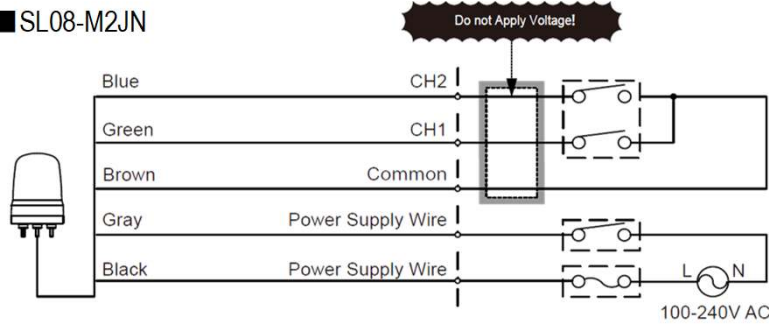 ■SL08-M2JN
Do not Apply Voltage!
Blue CH2
Green CH1
Brown Common
Gray Power Supply Wire
Black Power Supply Wire
L N
100-240V AC